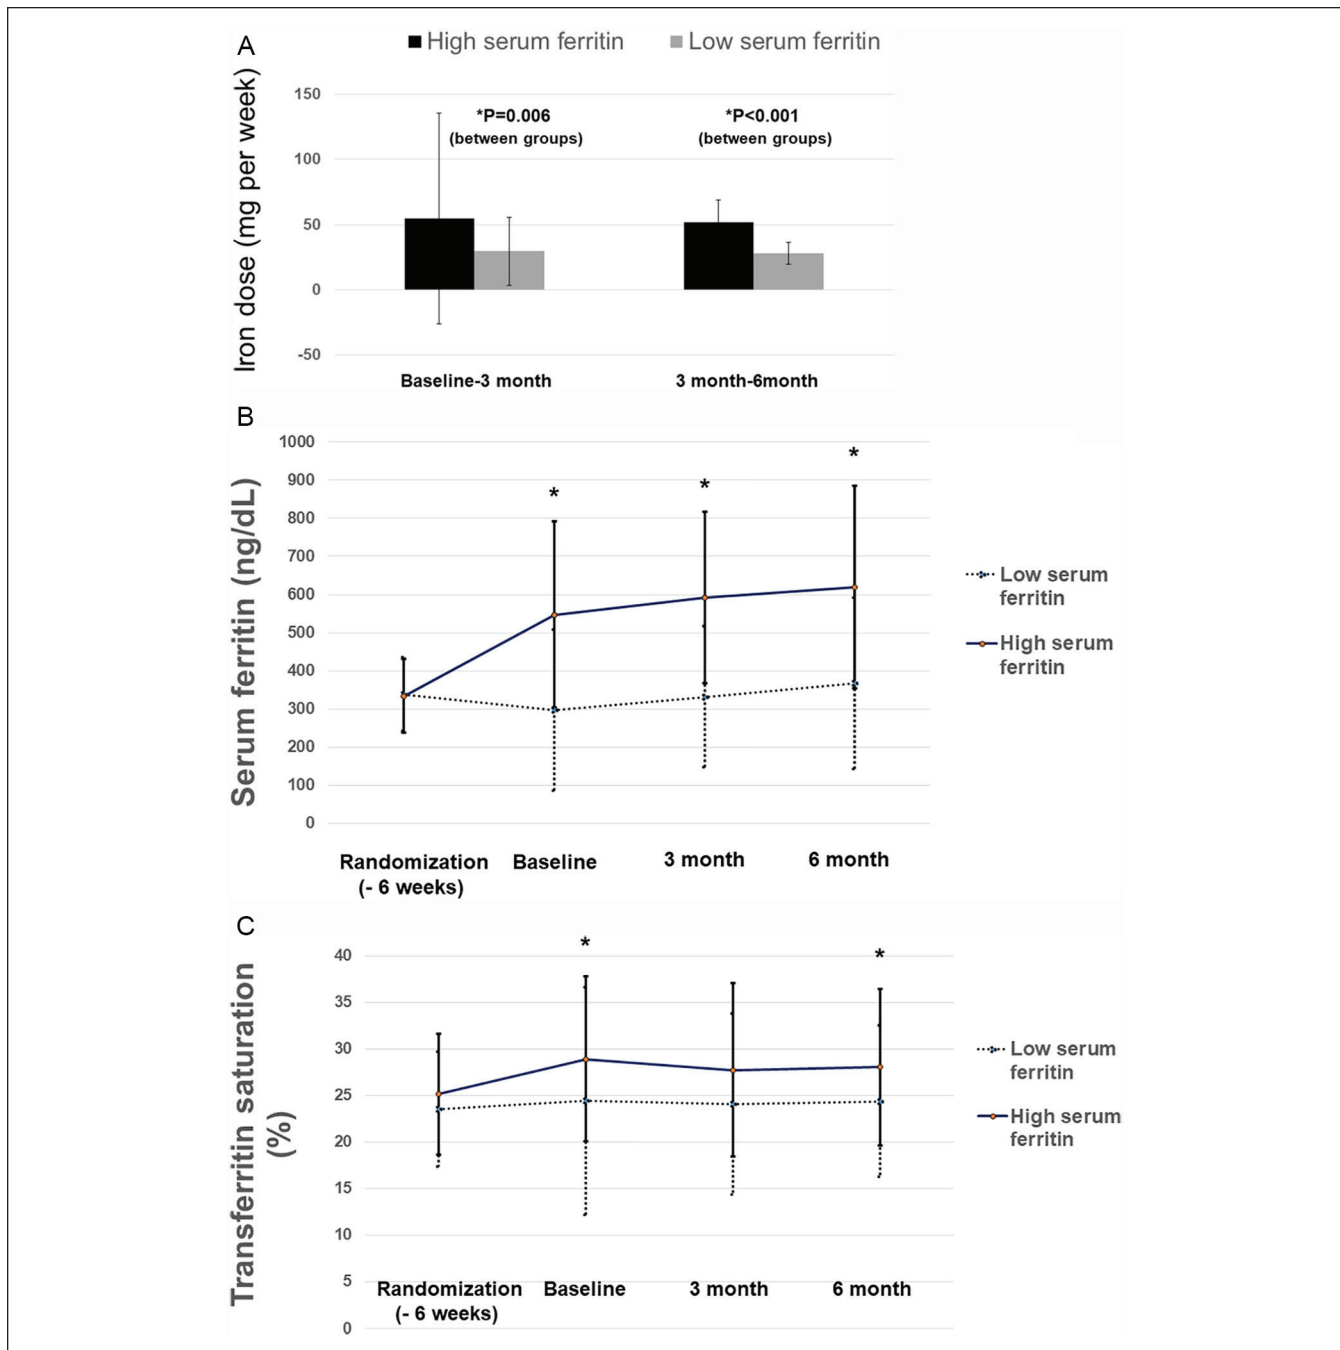 A
High serum ferritin
Low serum ferritin
Iron dose (mg per week)
150
100
50
0
-50
*P=0.006
(between groups)
*P<0.001
(between groups)
Baseline-3 month
3 month-6month
B
Serum ferritin (ng/dL)
1000
900
800
700
600
500
400
300
200
100
0
*
*
*
Randomization
(- 6 weeks)
Baseline
3 month
6 month
Low serum
ferritin
High serum
ferritin
C
Transferritin saturation
(%)
40
35
30
25
20
15
10
5
0
*
*
Randomization
(- 6 weeks)
Baseline
3 month
6 month
Low serum
ferritin
High serum
ferritin